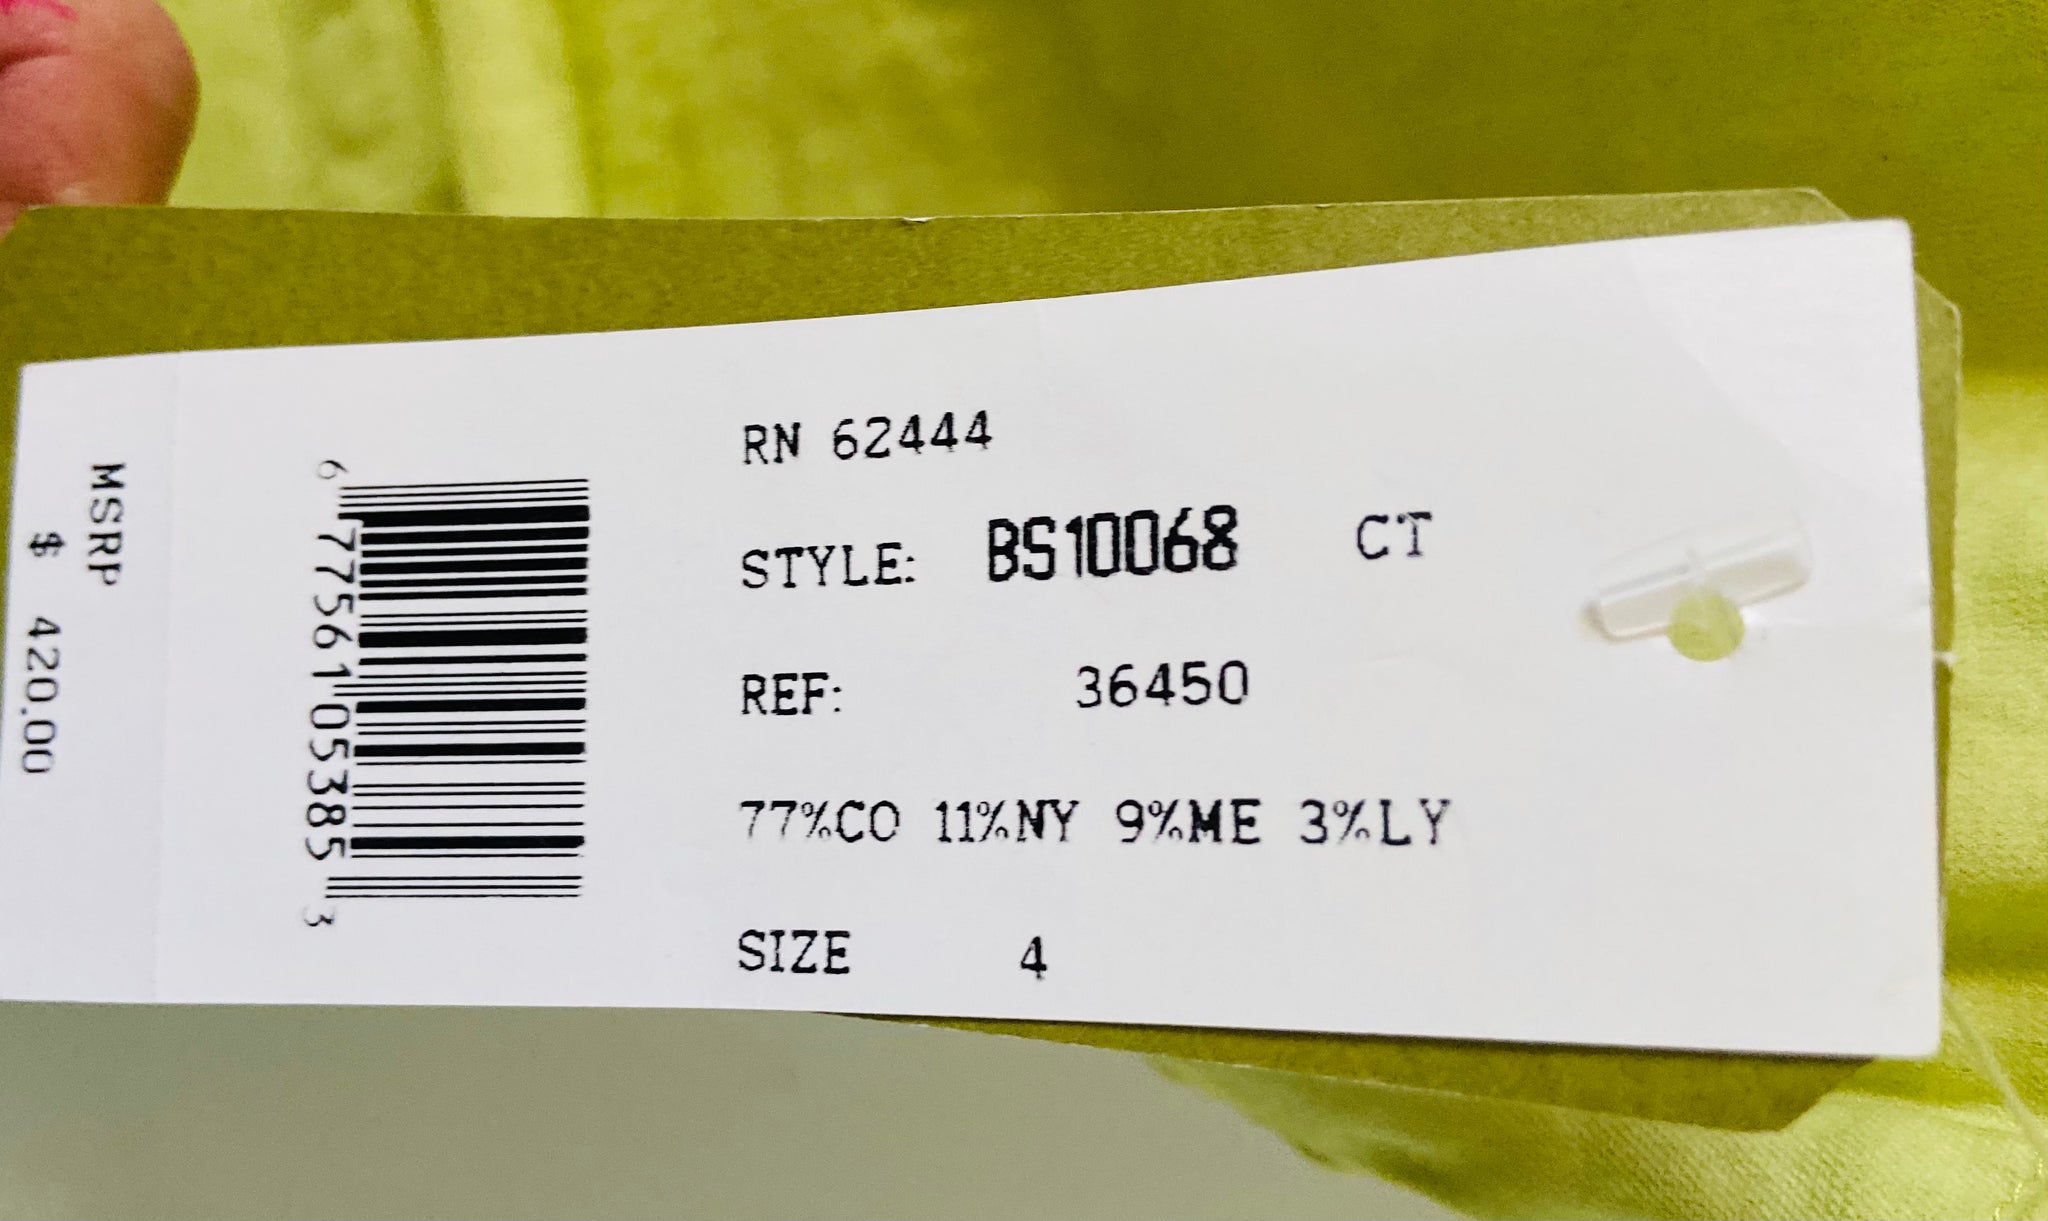 RN 62444
STYLE: BS10068 CT
REF: 36450
77%CO 11%NY 9%ME 3%LY
SIZE 4
6 77561 05385 3
MSRP
$ 420.00